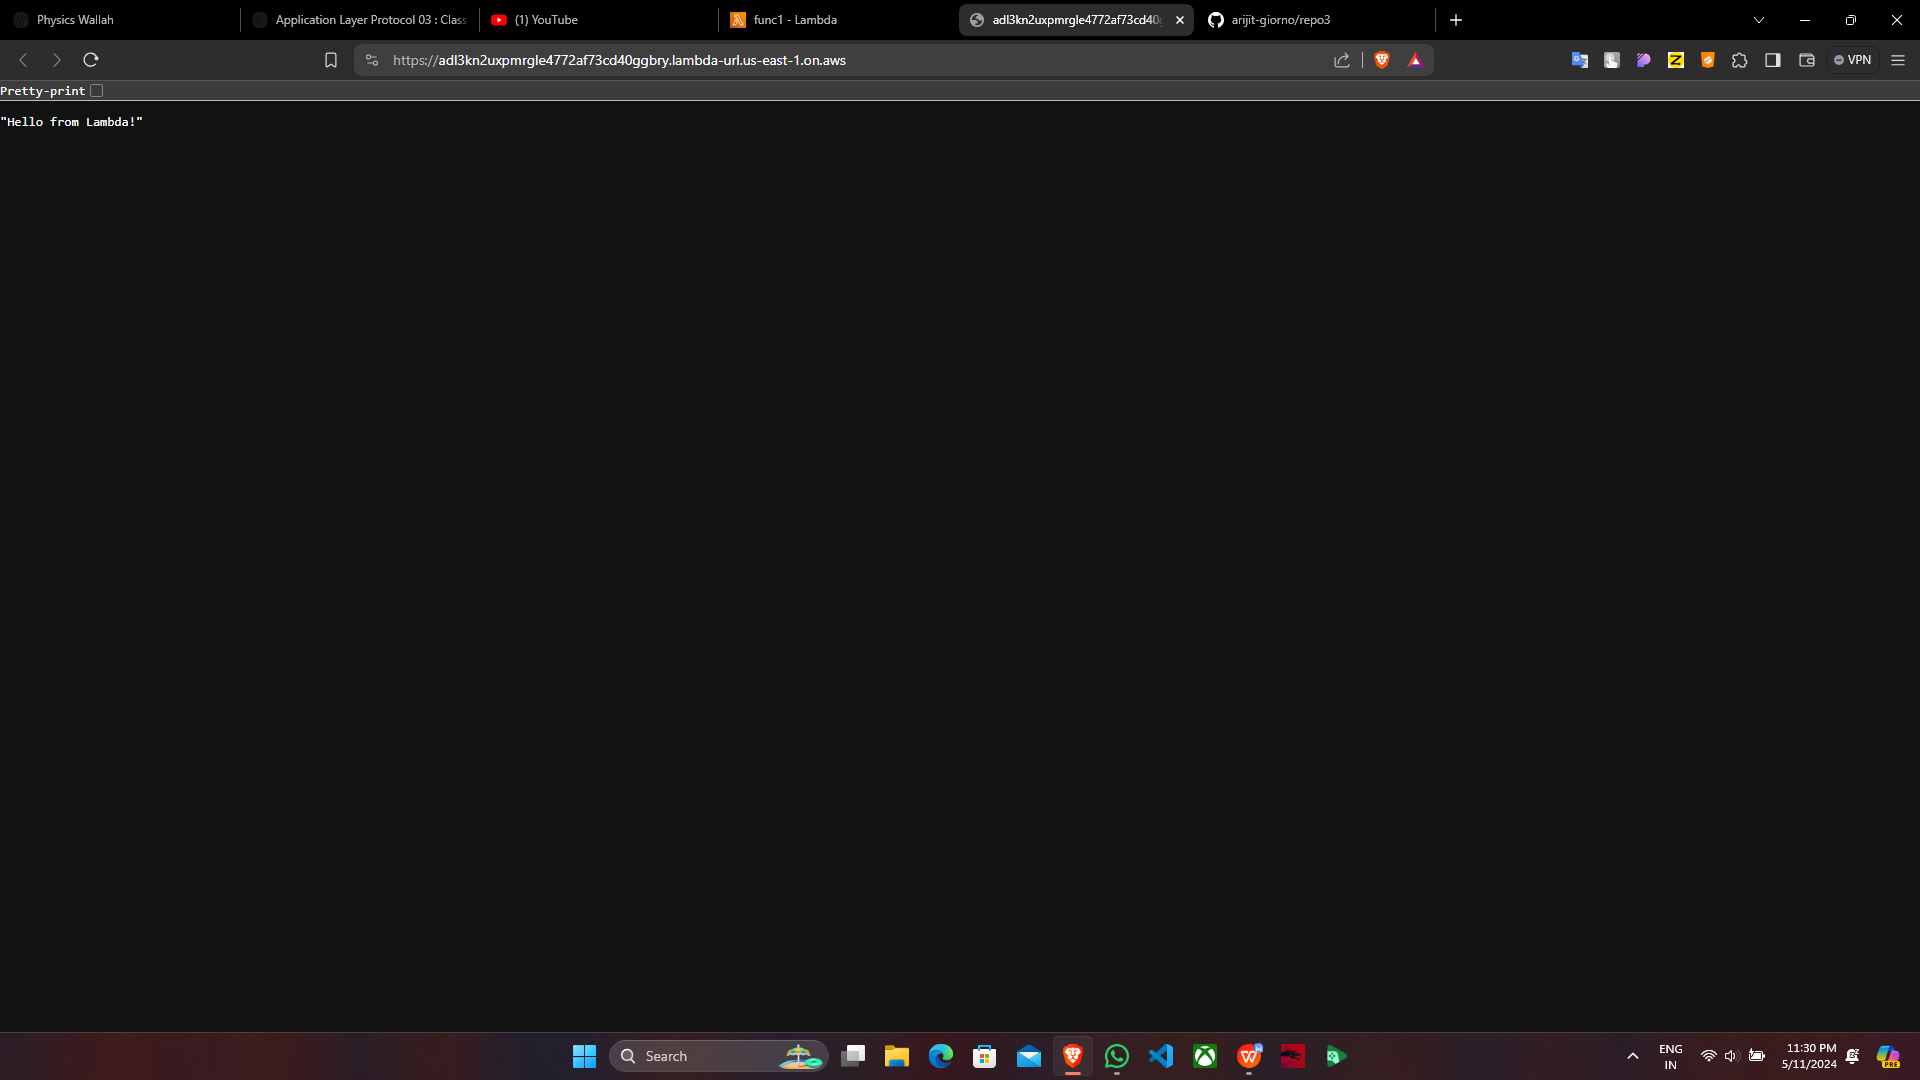 Physics Wallah
Application Layer Protocol 03 : Class
(1) YouTube
func1 - Lambda
adl3kn2uxpmrgle4772af73cd40g
arijit-giorno/repo3
https://adl3kn2uxpmrgle4772af73cd40ggbry.lambda-url.us-east-1.on.aws
VPN
Pretty-print
"Hello from Lambda!"
Search
ENG
IN
11:30 PM
5/11/2024
PRE